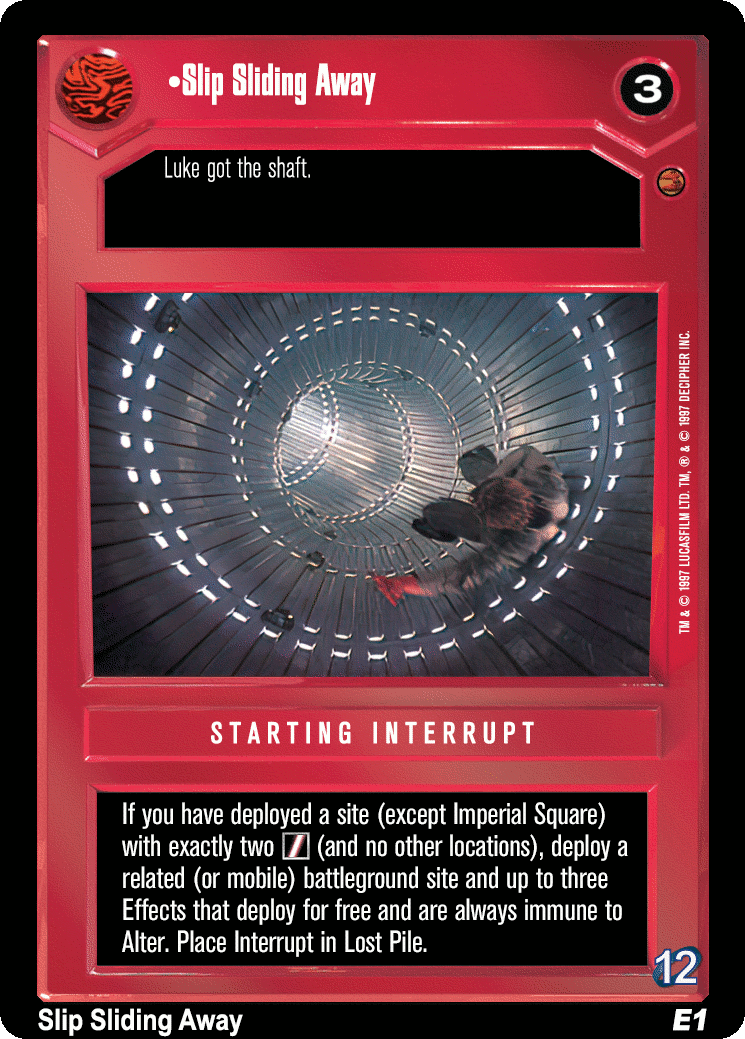 •Slip Sliding Away
3
Luke got the shaft.
TM & © 1997 LUCASFILM LTD. TM, ® & © 1997 DECIPHER INC.
STARTING INTERRUPT
If you have deployed a site (except Imperial Square)
with exactly two (and no other locations), deploy a
related (or mobile) battleground site and up to three
Effects that deploy for free and are always immune to
Alter. Place Interrupt in Lost Pile.
12
Slip Sliding Away
E1